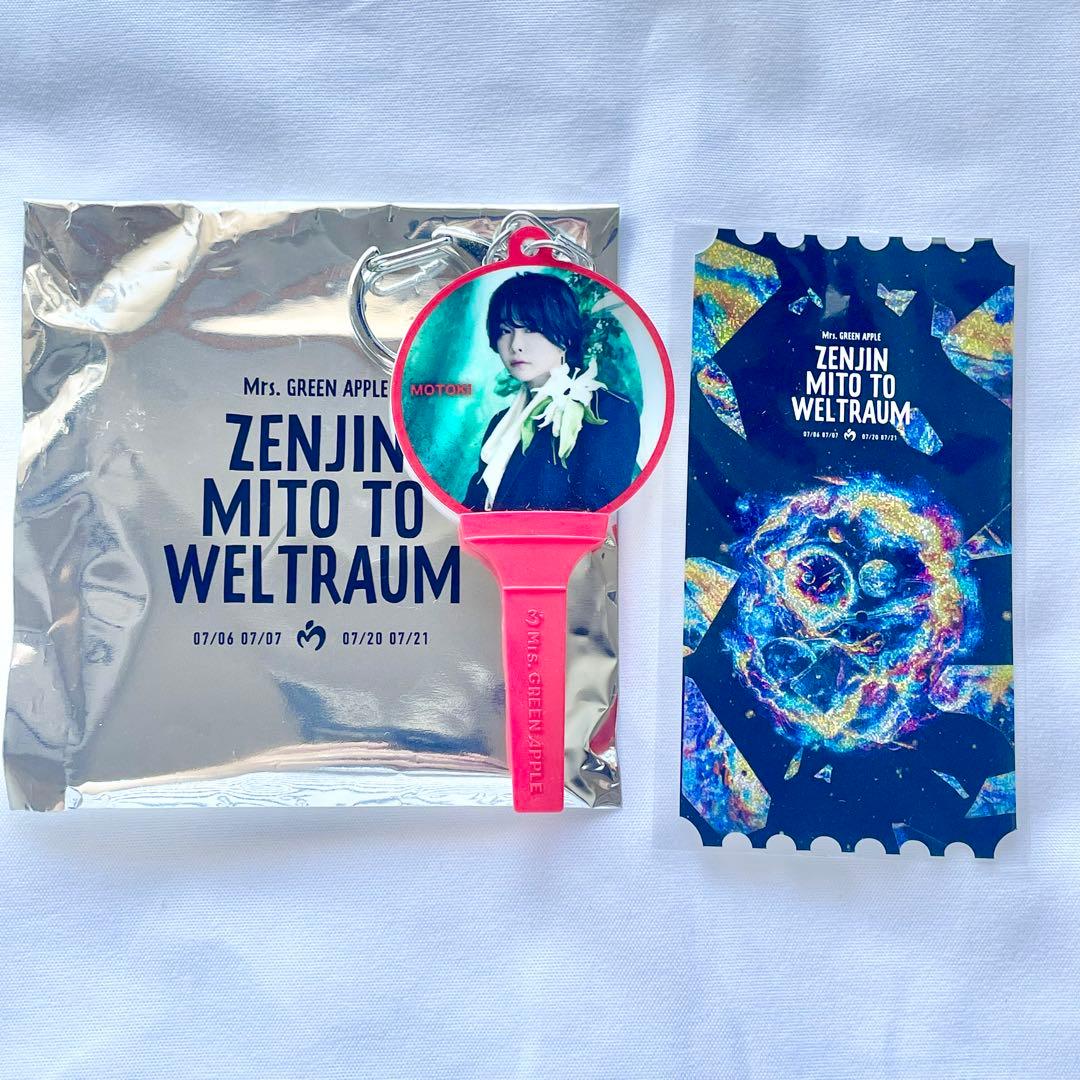 Mrs. GREEN APPLE
ZENJIN
MITO TO
WELTRAUM
07/06 07/07 07/20 07/21
MOTOKI
Mrs. GREEN APPLE
Mrs. GREEN APPLE
ZENJIN
MITO TO
WELTRAUM
07/06 07/07 07/20 07/21